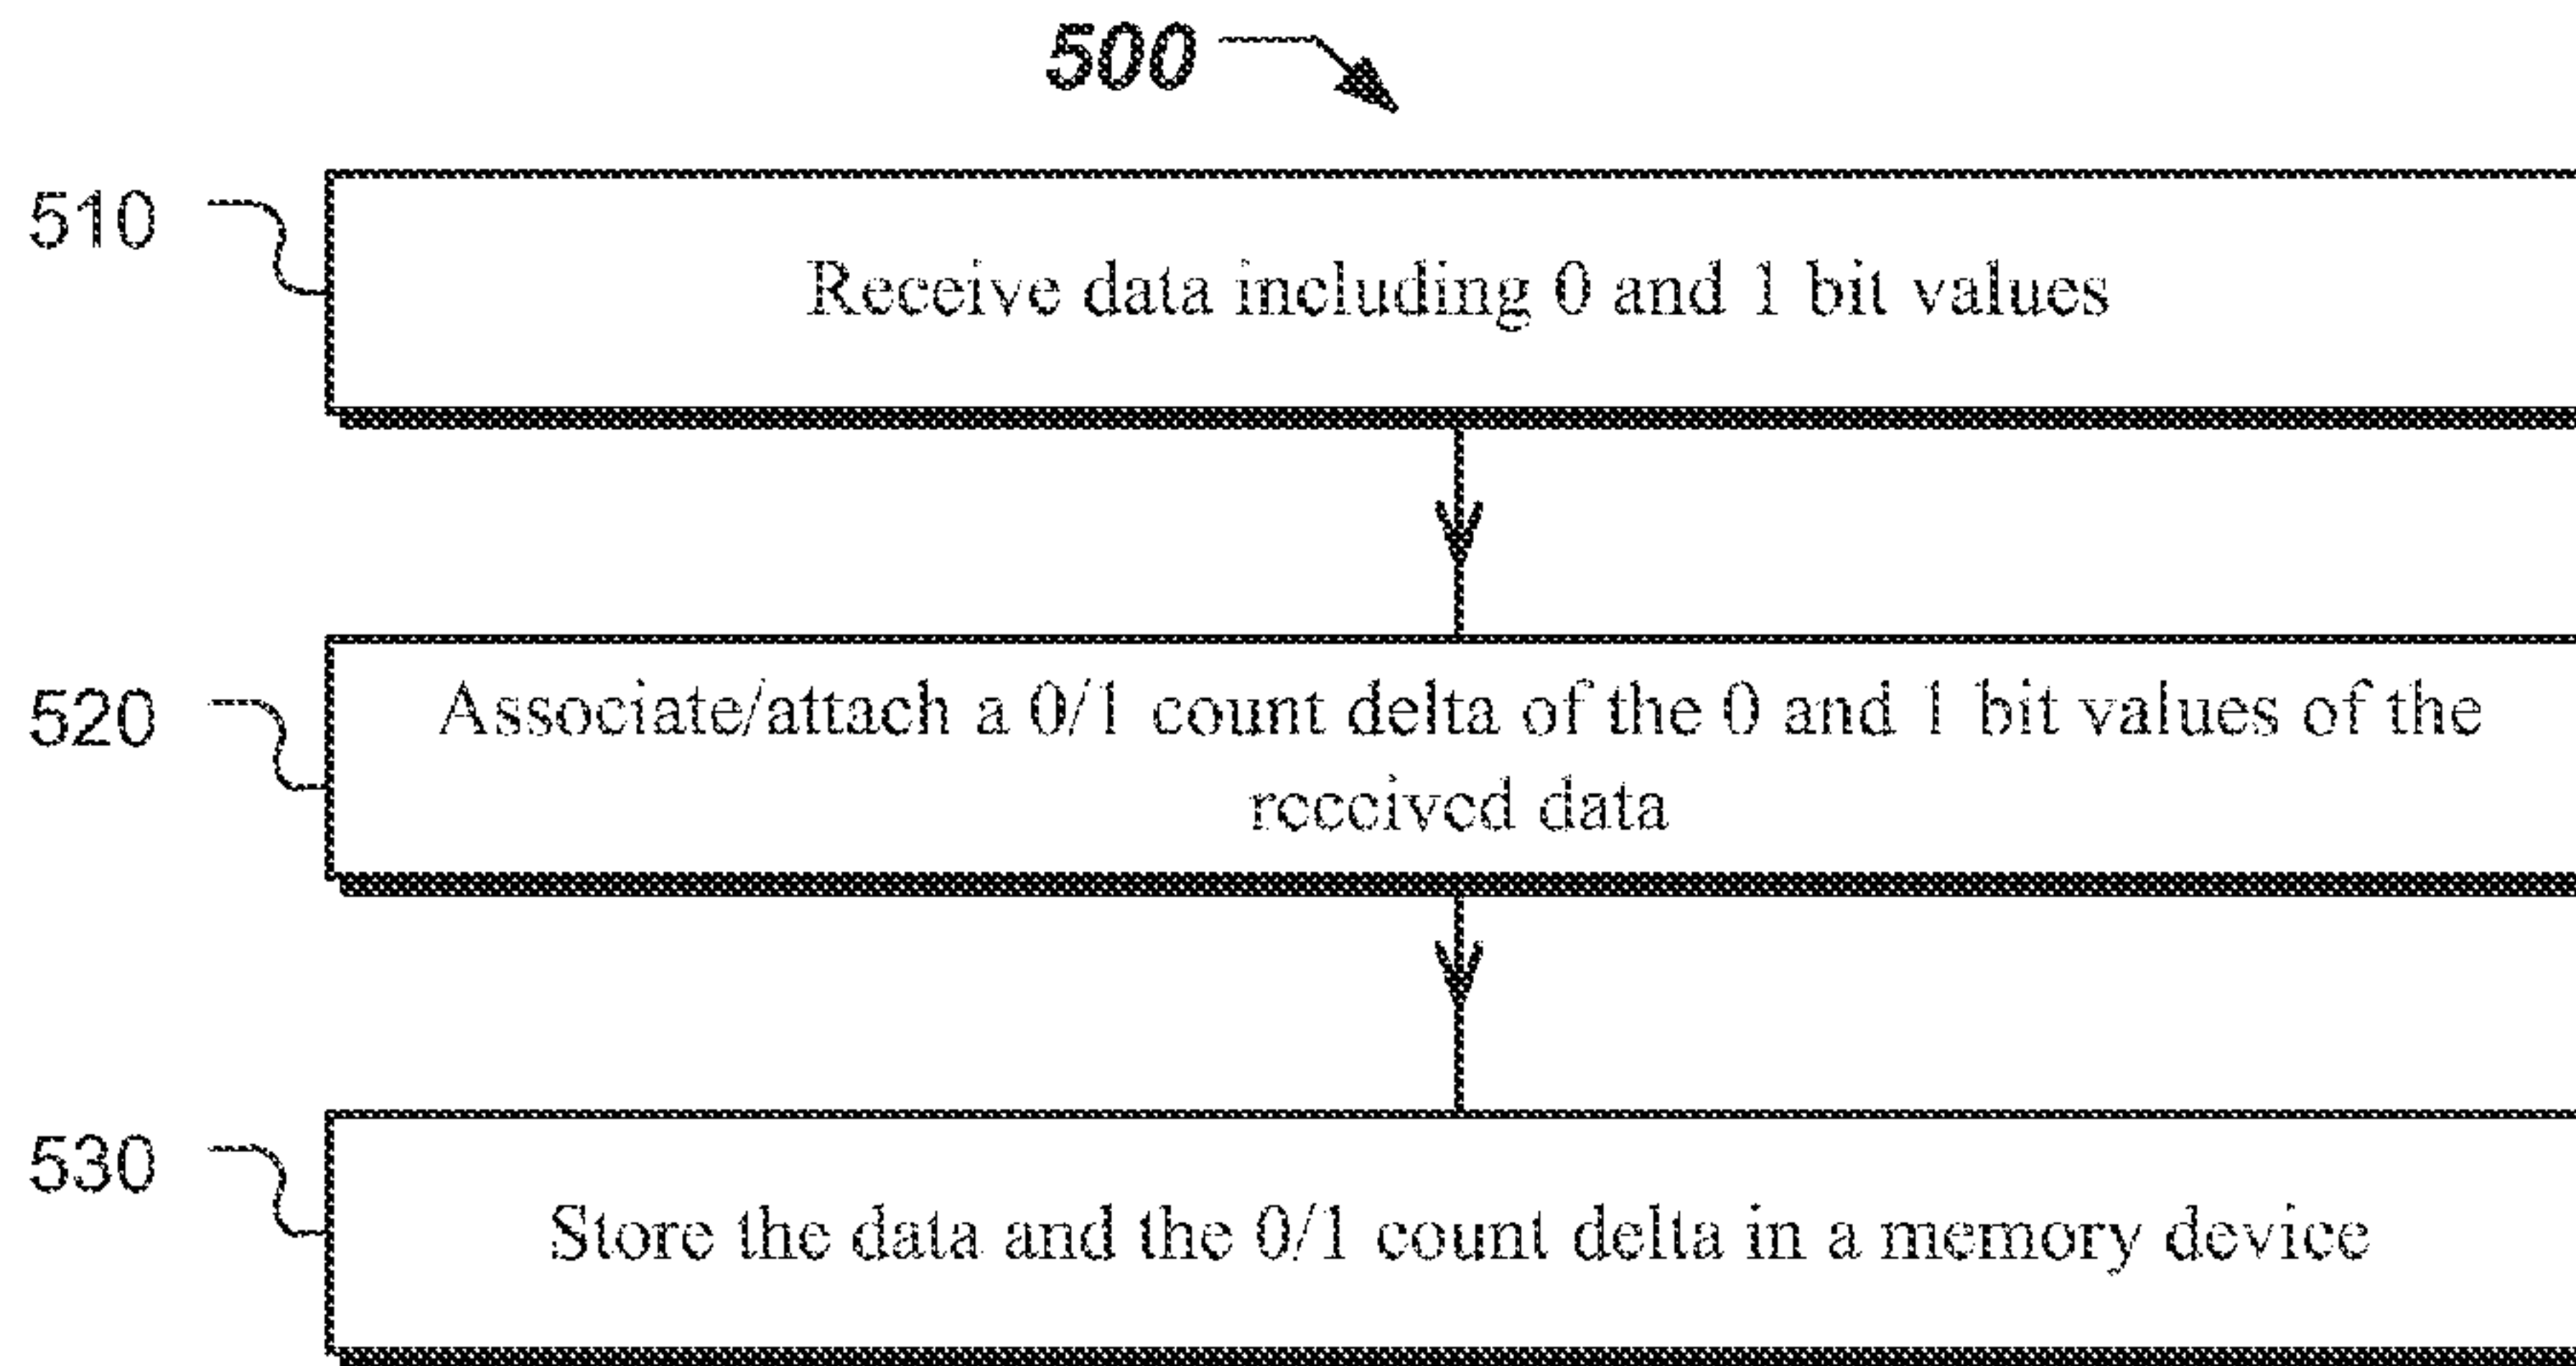 500
510
Receive data including 0 and 1 bit values
520
Associate/attach a 0/1 count delta of the 0 and 1 bit values of the
received data
530
Store the data and the 0/1 count delta in a memory device